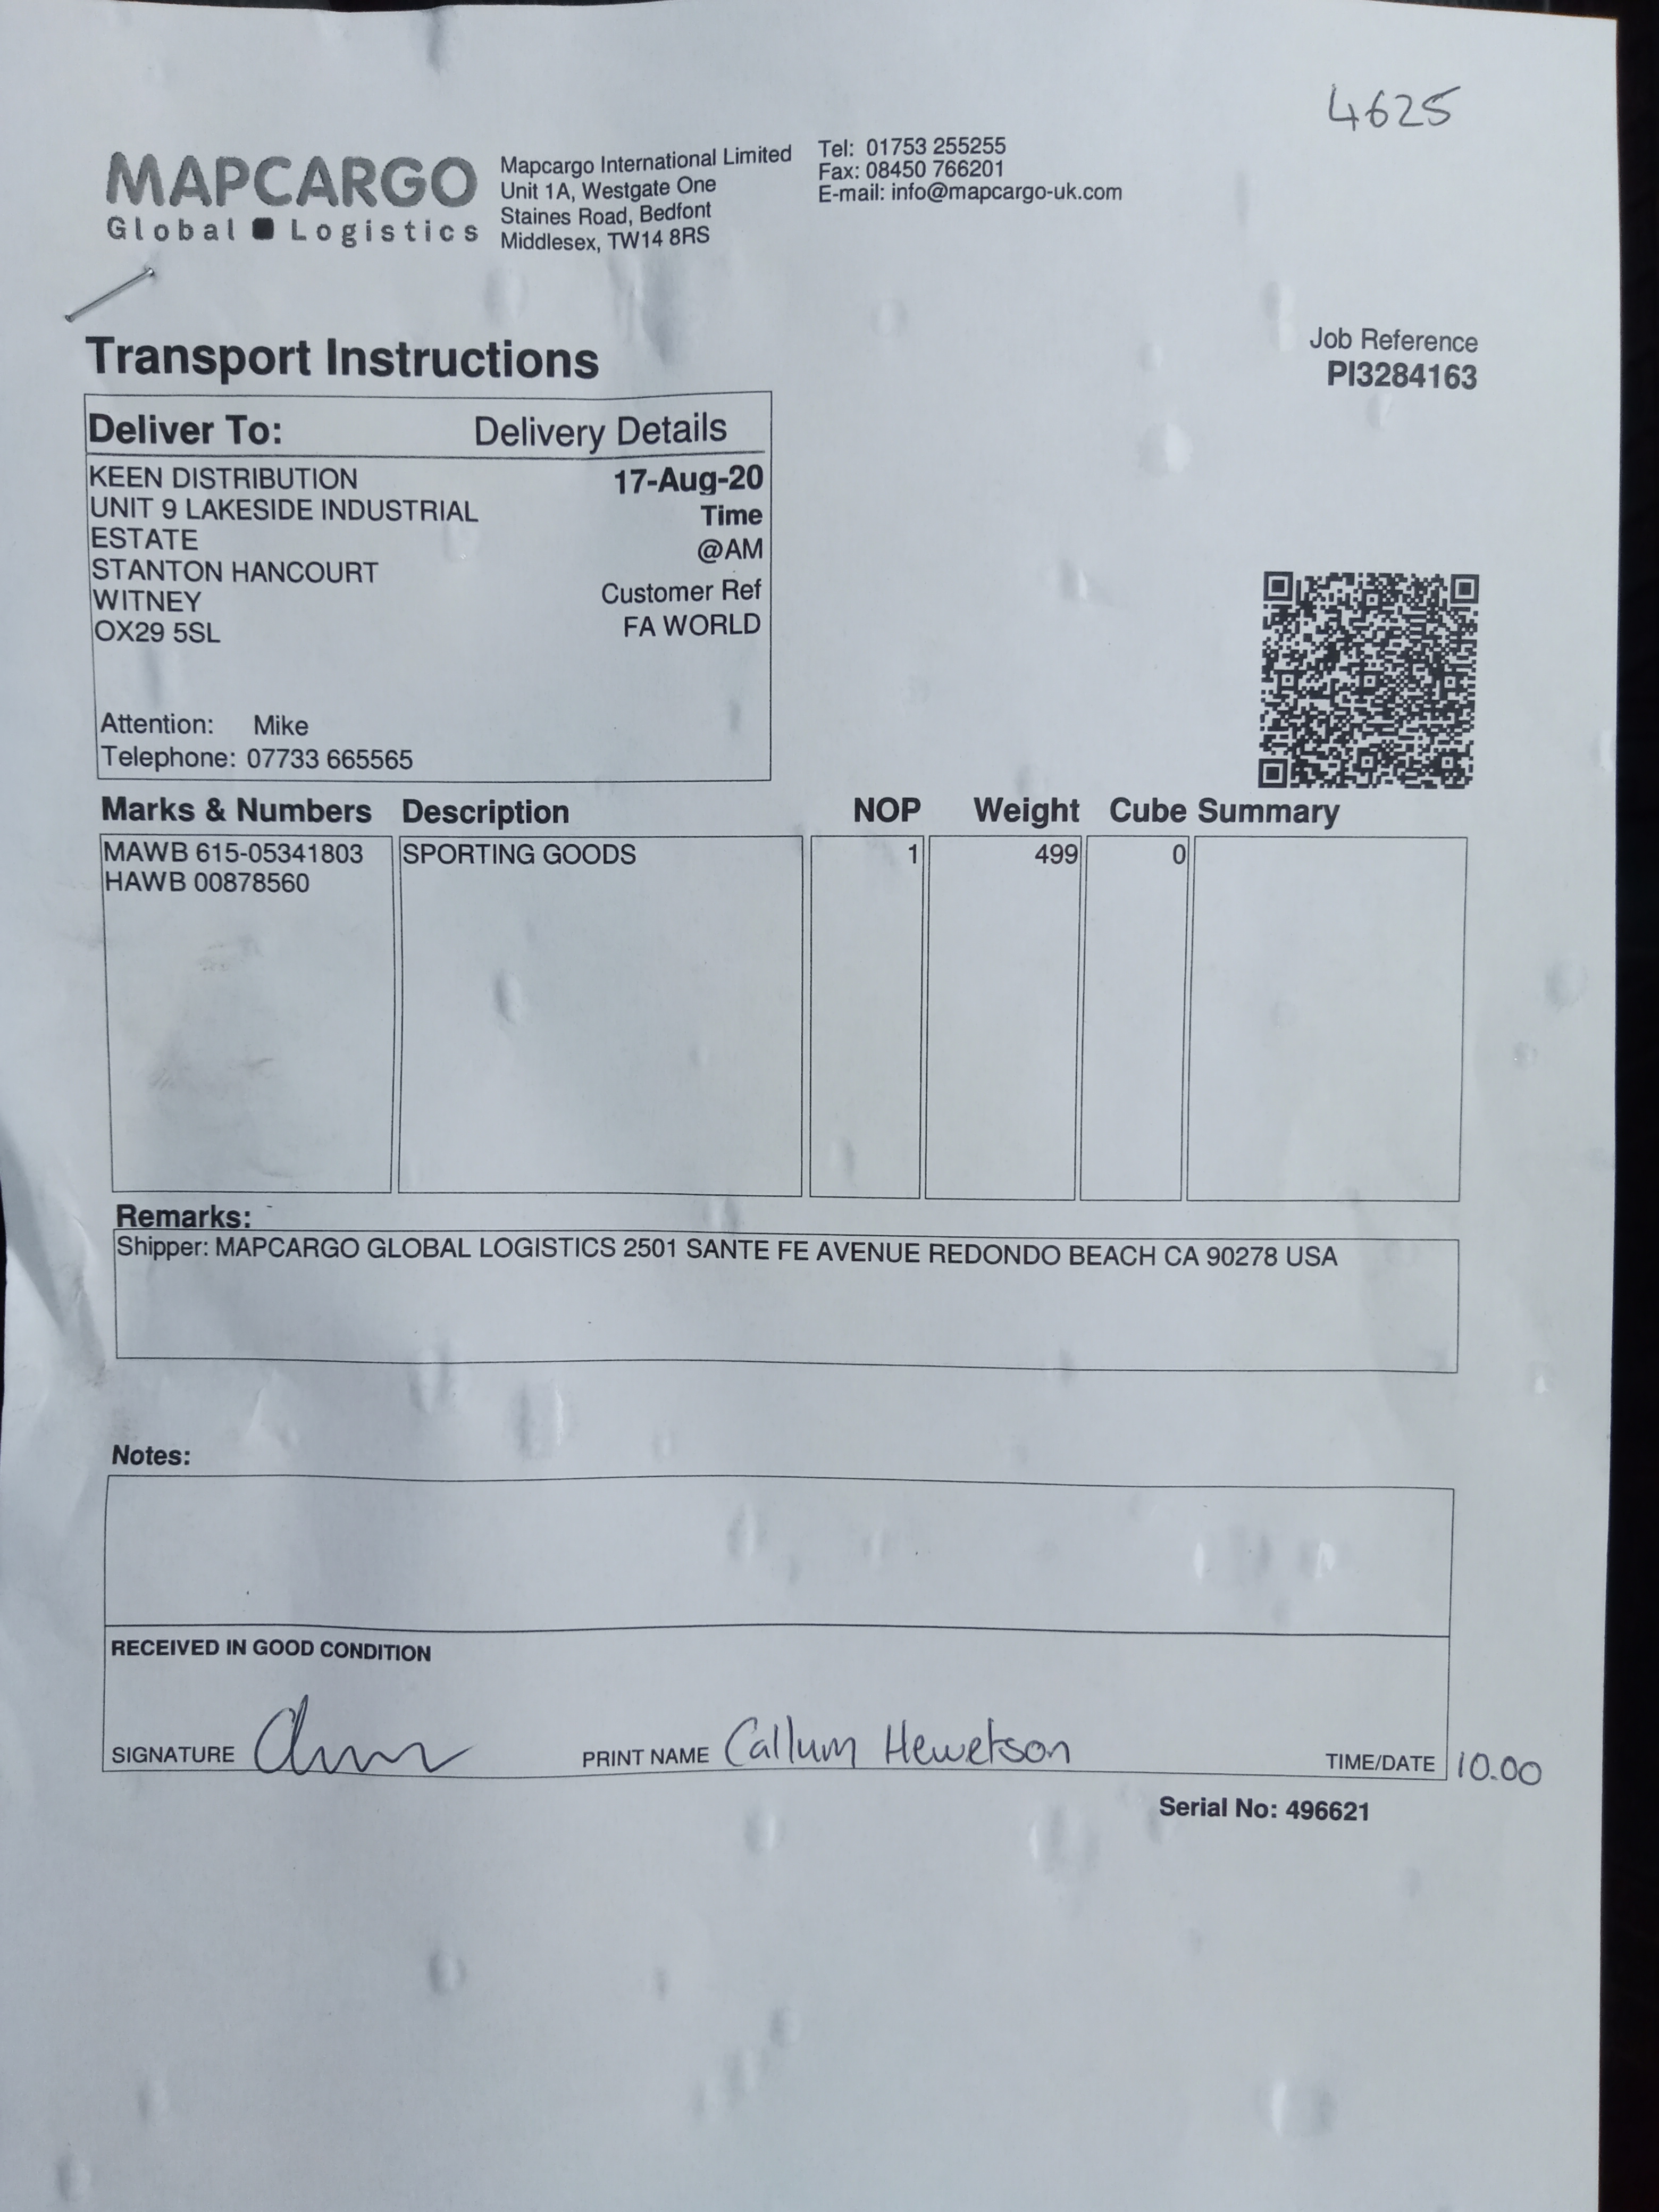 4625
MAPCARGO
Global Logistics
Mapcargo International Limited
Unit 1A, Westgate One
Staines Road, Bedfont
Middlesex, TW14 8RS
Tel: 01753 255255
Fax: 08450 766201
E-mail: info@mapcargo-uk.com
Transport Instructions
Job Reference
PI3284163
Deliver To: Delivery Details
KEEN DISTRIBUTION 17-Aug-20
UNIT 9 LAKESIDE INDUSTRIAL Time
ESTATE @AM
STANTON HANCOURT Customer Ref
WITNEY FA WORLD
OX29 5SL
Attention: Mike
Telephone: 07733 665565
Marks & Numbers Description NOP Weight Cube Summary
MAWB 615-05341803 SPORTING GOODS 1 499 0
HAWB 00878560
Remarks:
Shipper: MAPCARGO GLOBAL LOGISTICS 2501 SANTE FE AVENUE REDONDO BEACH CA 90278 USA
Notes:
RECEIVED IN GOOD CONDITION
SIGNATURE PRINT NAME Callum Hewetson TIME/DATE 10.00
Serial No: 496621